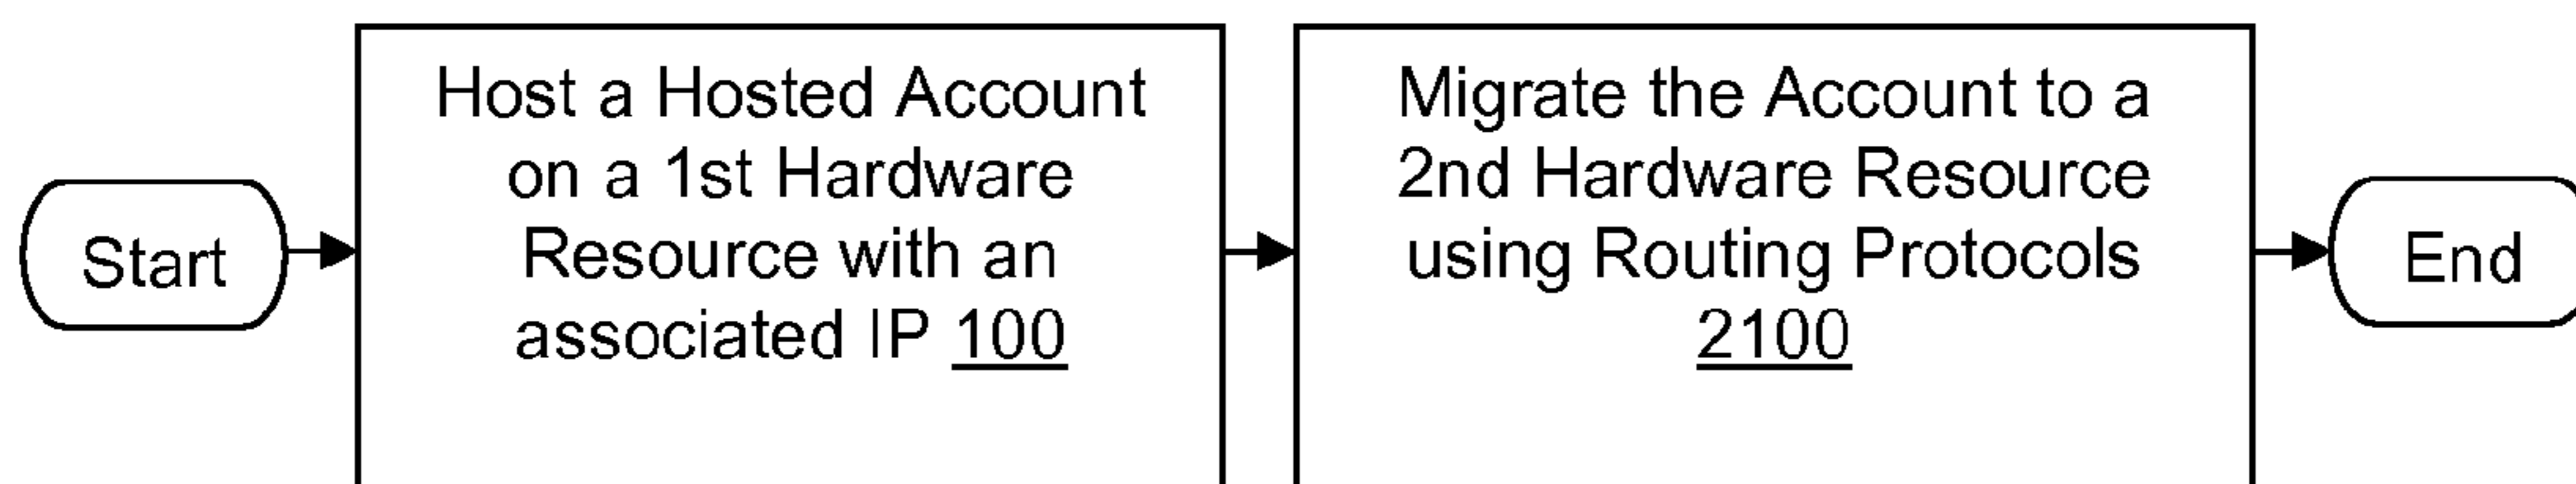 Start
Host a Hosted Account
on a 1st Hardware
Resource with an
associated IP 100
Migrate the Account to a
2nd Hardware Resource
using Routing Protocols
2100
End